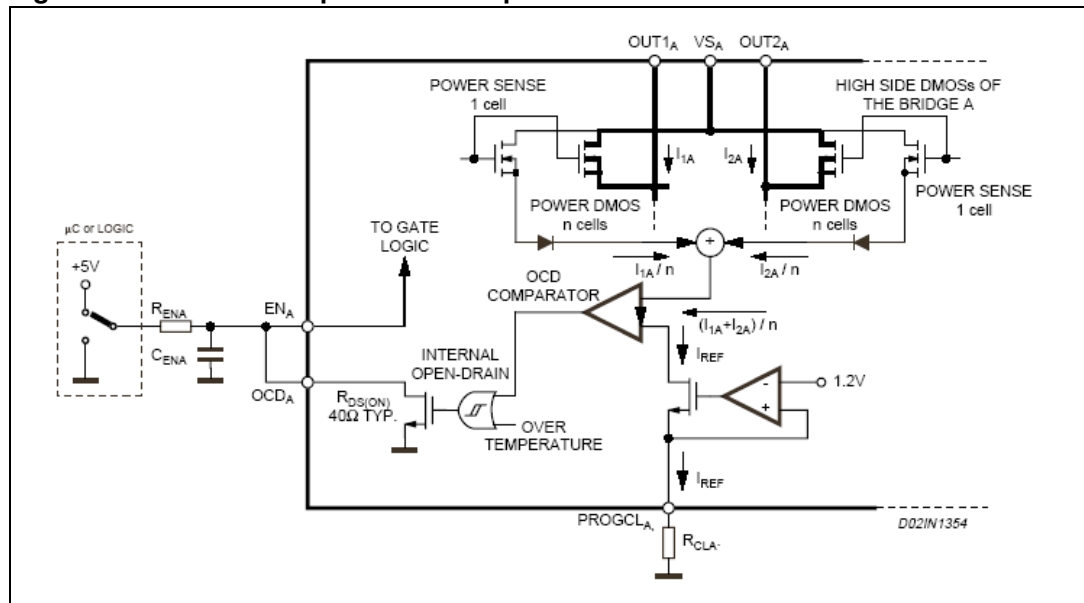 OUT1A VSA OUT2A
POWER SENSE
1 cell
HIGH SIDE DMOSs OF
THE BRIDGE A
I1A
I2A
POWER SENSE
1 cell
POWER DMOS
n cells
POWER DMOS
n cells
µC or LOGIC
TO GATE
LOGIC
+5V
+
I1A / n
I2A / n
OCD
COMPARATOR
RENA
ENA
(I1A+I2A) / n
CENA
IREF
INTERNAL
OPEN-DRAIN
1.2V
-
+
OCDA
RDS(ON)
40Ω TYP.
OVER
TEMPERATURE
IREF
PROGCLA,
D02IN1354
RCLA-